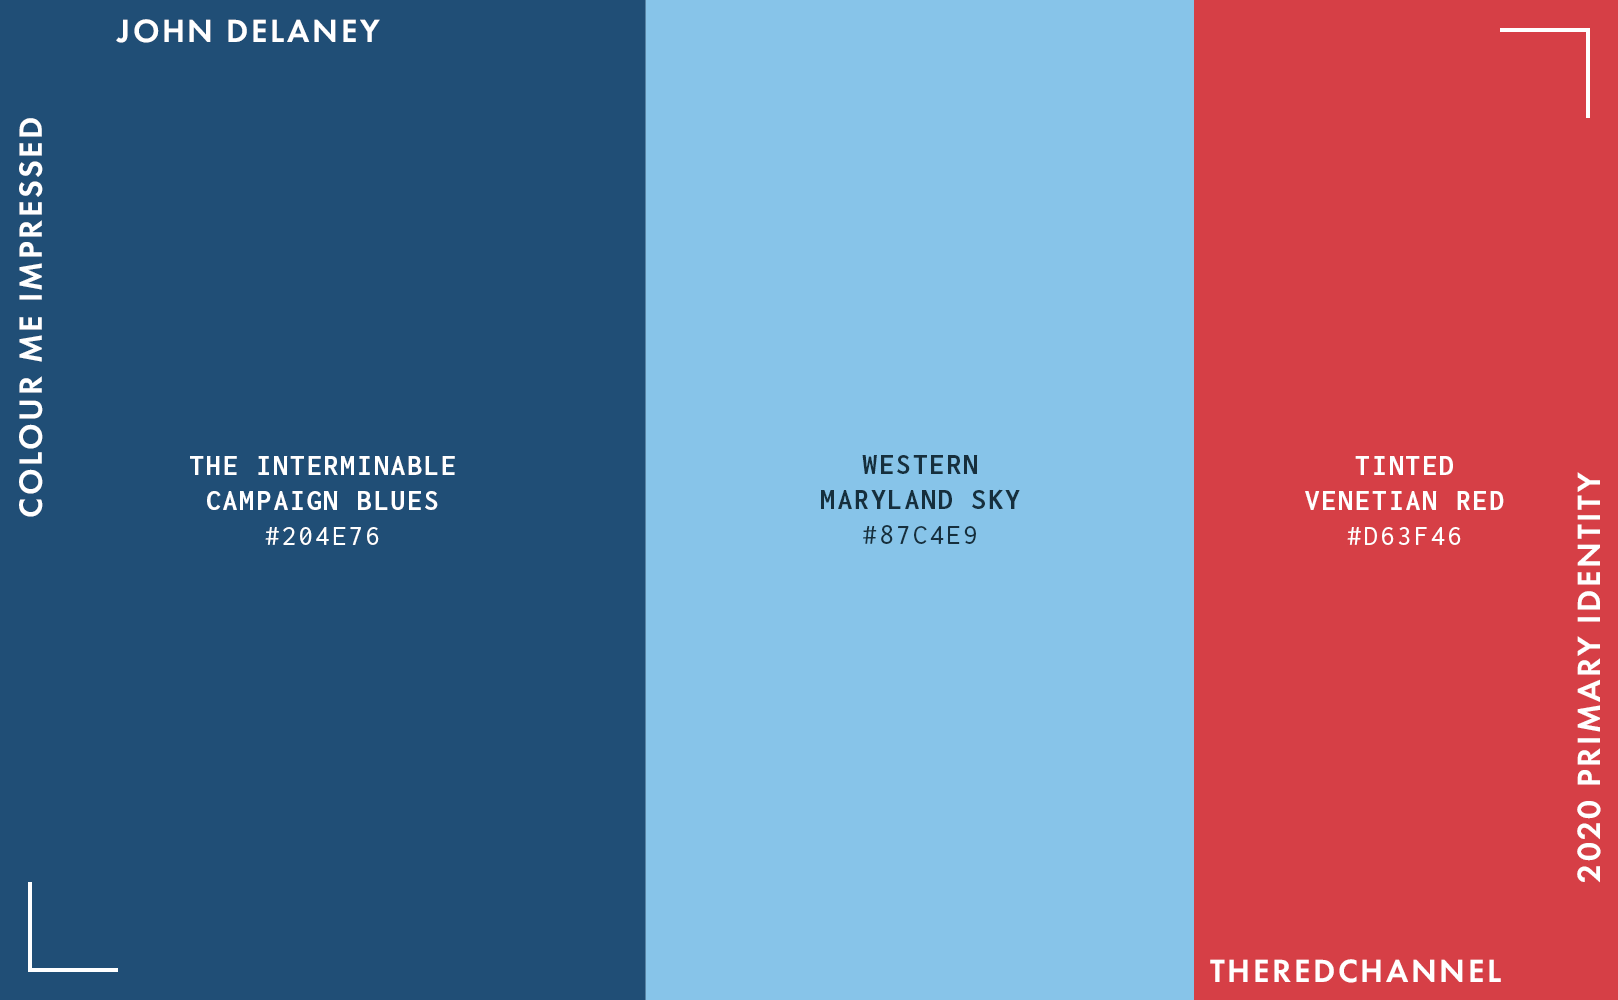 JOHN DELANEY
COLOUR ME IMPRESSED
THE INTERMINABLE
CAMPAIGN BLUES
#204E76
WESTERN
MARYLAND SKY
#87C4E9
TINTED
VENETIAN RED
#D63F46
2020 PRIMARY IDENTITY
THEREDCHANNEL